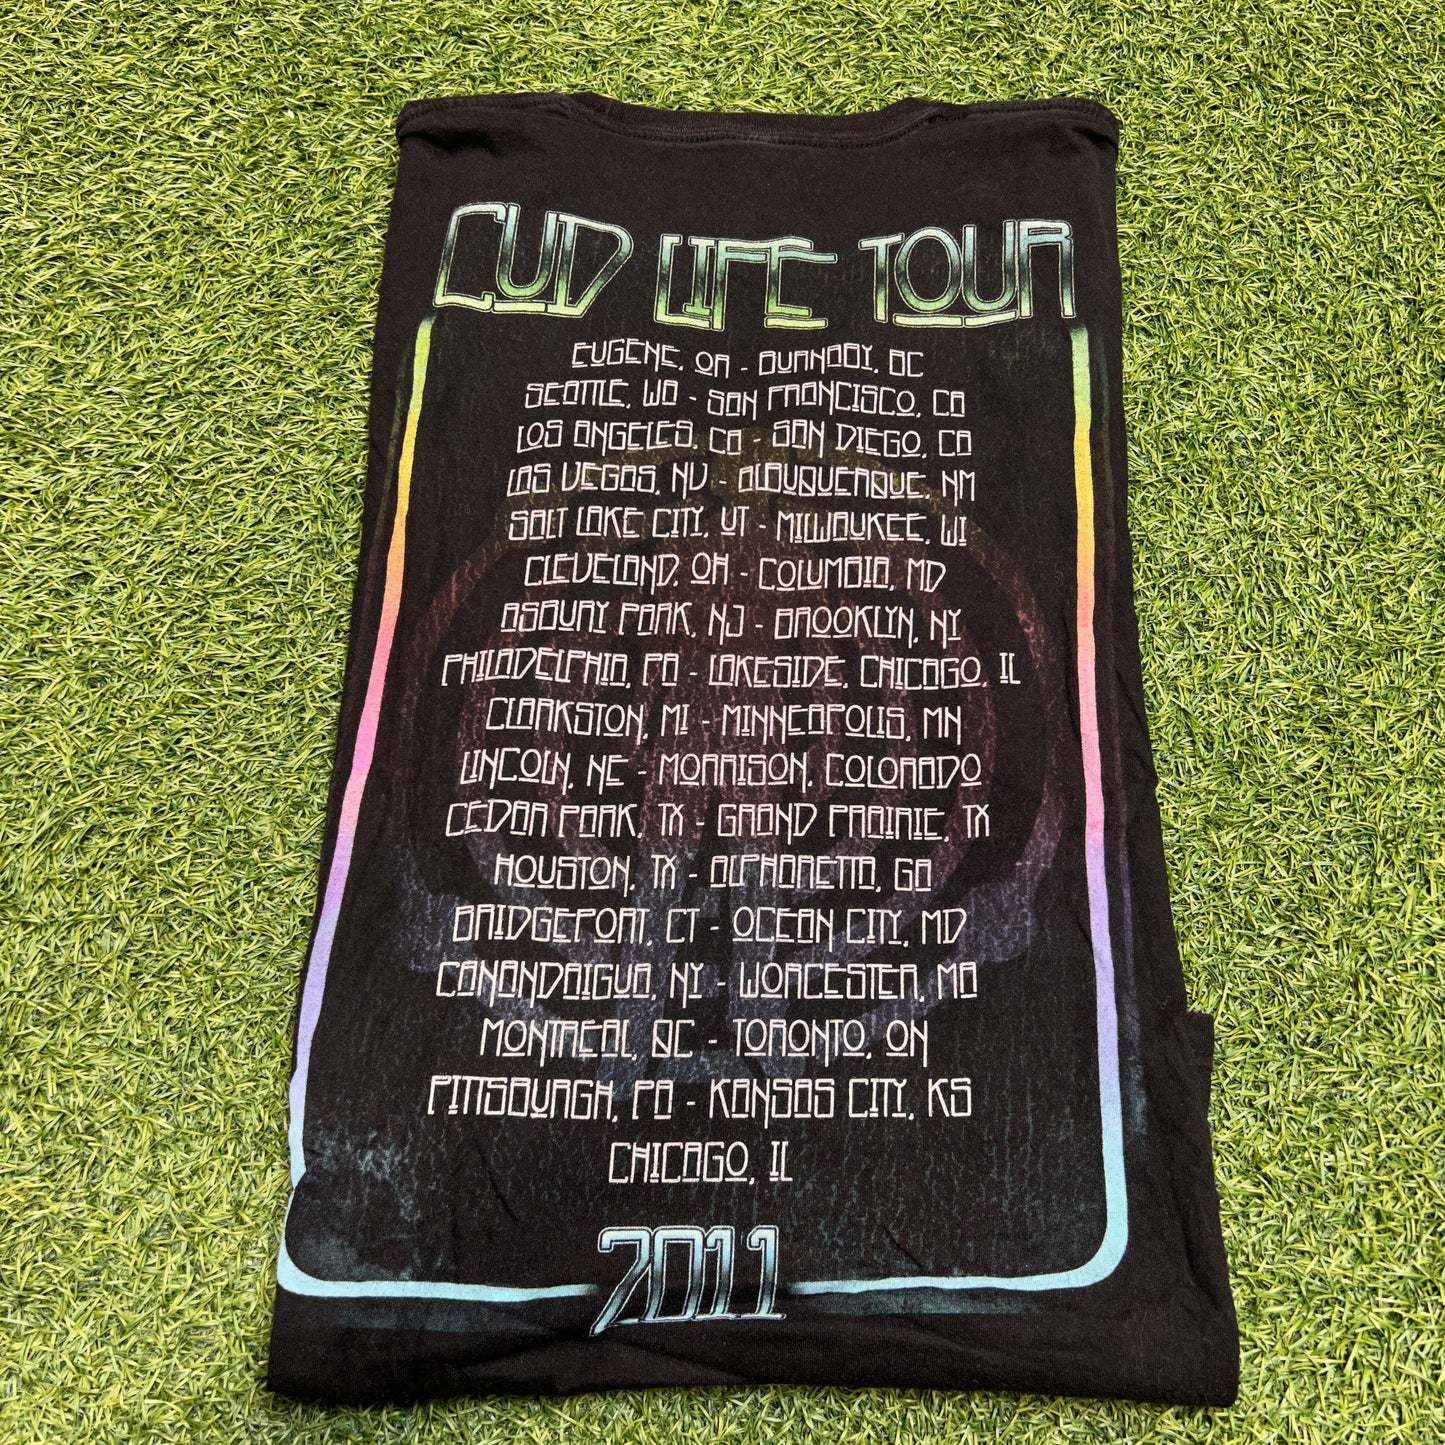 CUD LIFE TOUR
EUGENE, OR - BURNABY, BC
SEATTLE, WA - SAN FRANCISCO, CA
LOS ANGELES, CA - SAN DIEGO, CA
LAS VEGAS, NV - ALBUQUERQUE, NM
SALT LAKE CITY, UT - MILWAUKEE, WI
CLEVELAND, OH - COLUMBIA, MD
ASBURY PARK, NJ - BROOKLYN, NY
PHILADELPHIA, PA - LAKESIDE, CHICAGO, IL
CLARKSTON, MI - MINNEAPOLIS, MN
LINCOLN, NE - MORRISON, COLORADO
CEDAR PARK, TX - GRAND PRAIRIE, TX
HOUSTON, TX - ALPHARETTA, GA
BRIDGEPORT, CT - OCEAN CITY, MD
CANANDAIGUA, NY - WORCESTER, MA
MONTRÉAL, QC - TORONTO, ON
PITTSBURGH, PA - KANSAS CITY, KS
CHICAGO, IL
2011